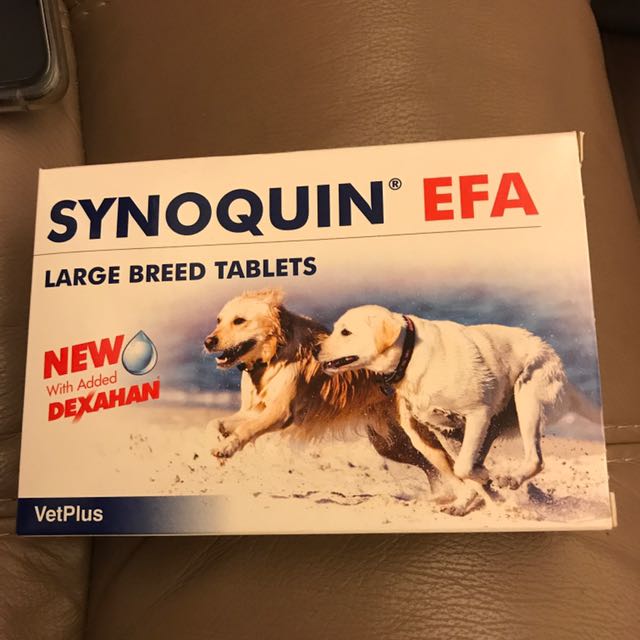 SYNOQUIN® EFA
LARGE BREED TABLETS
NEW
With Added
DEXAHAN
VetPlus